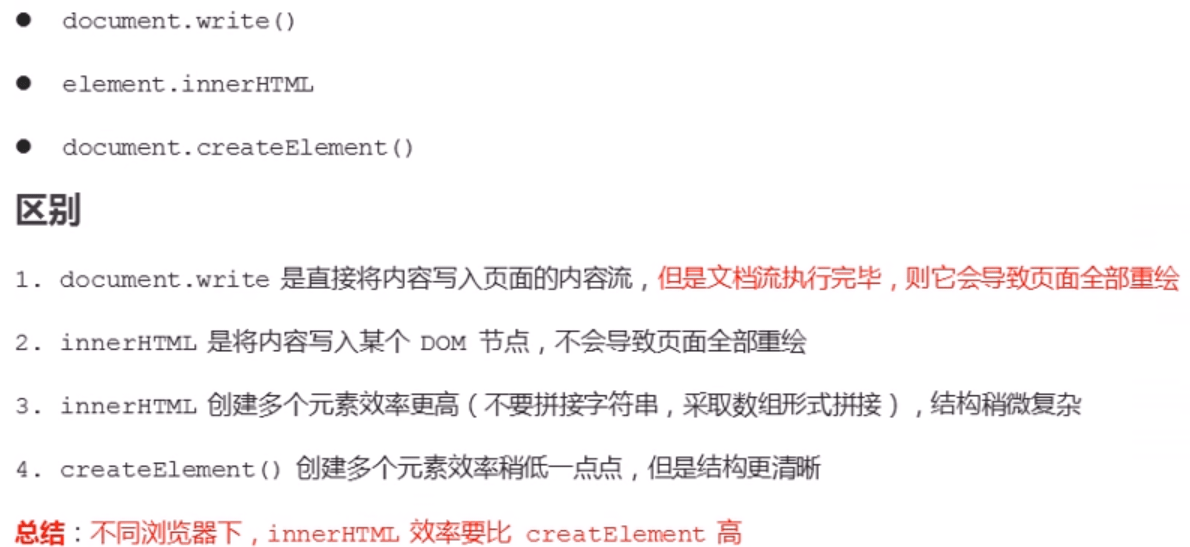 ● document.write()
● element.innerHTML
● document.createElement()
区别
1. document.write 是直接将内容写入页面的内容流，但是文档流执行完毕，则它会导致页面全部重绘
2. innerHTML 是将内容写入某个 DOM 节点，不会导致页面全部重绘
3. innerHTML 创建多个元素效率更高（不要拼接字符串，采取数组形式拼接），结构稍微复杂
4. createElement() 创建多个元素效率稍低一点点，但是结构更清晰
总结：不同浏览器下，innerHTML 效率要比 creatElement 高